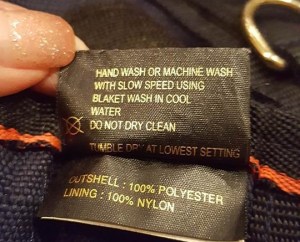 HAND WASH OR MACHINE WASH
WITH SLOW SPEED USING
BLAKET WASH IN COOL
WATER
DO NOT DRY CLEAN
TUMBLE DRY AT LOWEST SETTING
OUTSHELL : 100% POLYESTER
LINING : 100% NYLON